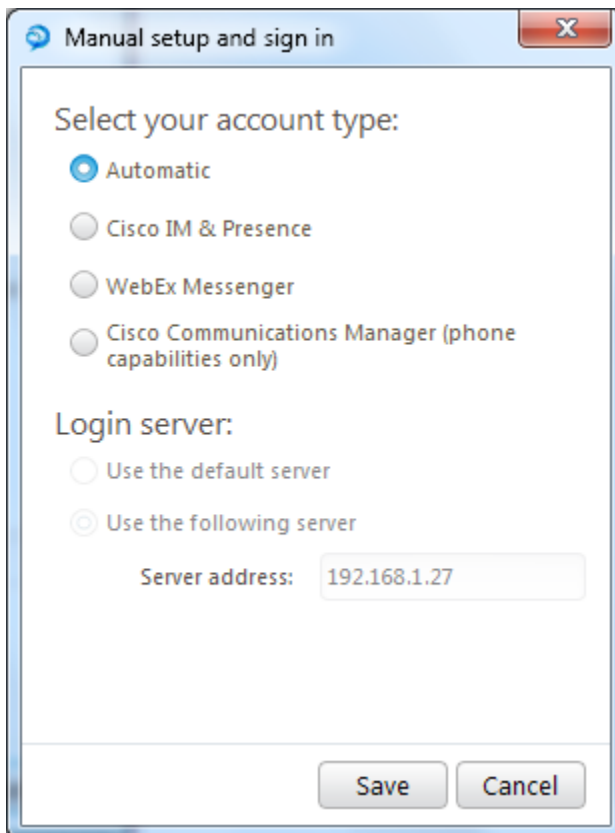 Manual setup and sign in
Select your account type:
Automatic
Cisco IM & Presence
WebEx Messenger
Cisco Communications Manager (phone
capabilities only)
Login server:
Use the default server
Use the following server
Server address: 192.168.1.27
Save Cancel